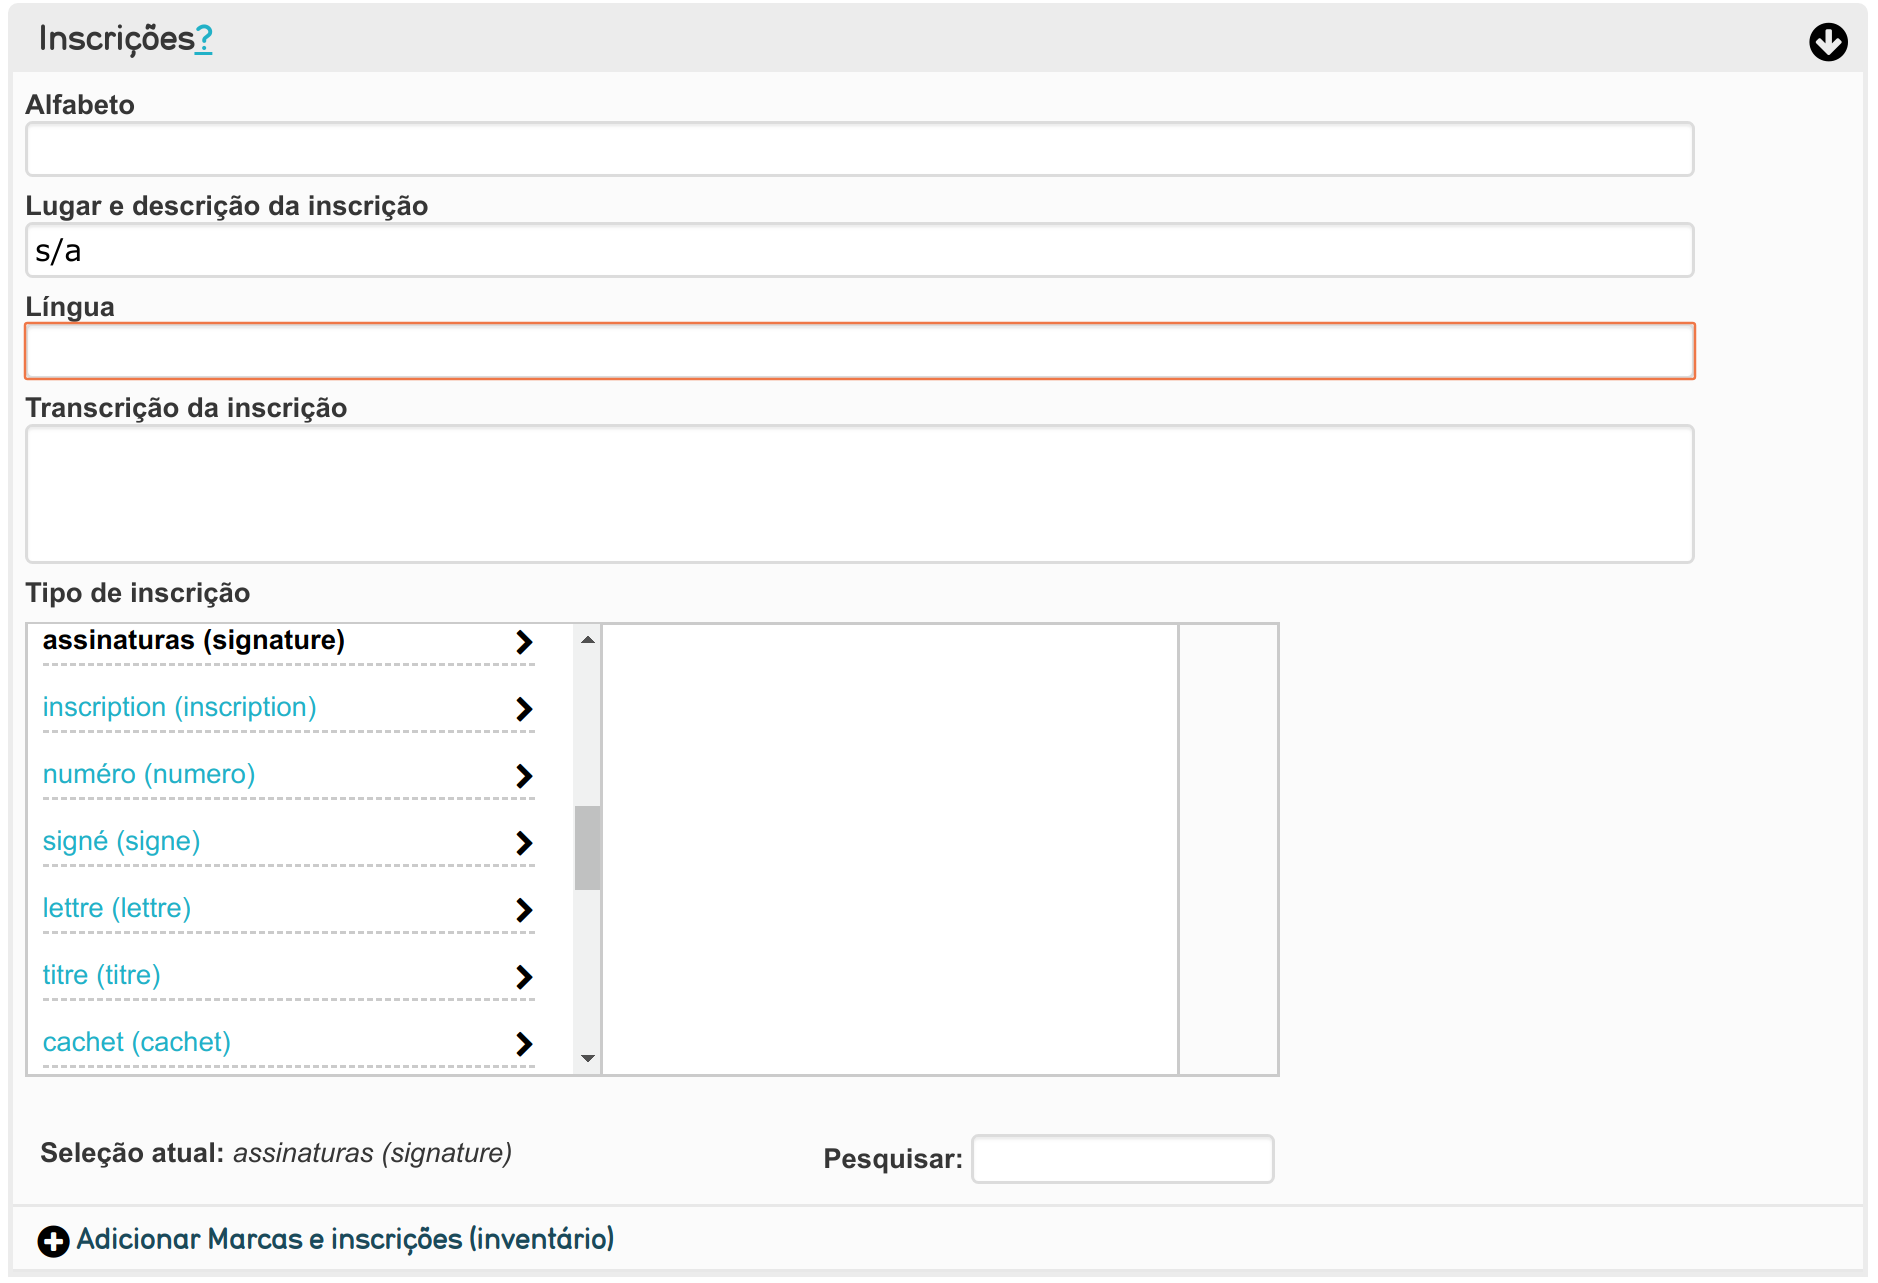 Inscrições?
Alfabeto
Lugar e descrição da inscrição
s/a
Língua
Transcrição da inscrição
Tipo de inscrição
assinaturas (signature)
inscription (inscription)
numéro (numero)
signé (signe)
lettre (lettre)
titre (titre)
cachet (cachet)
Seleção atual: assinaturas (signature)
Pesquisar:
Adicionar Marcas e inscrições (inventário)